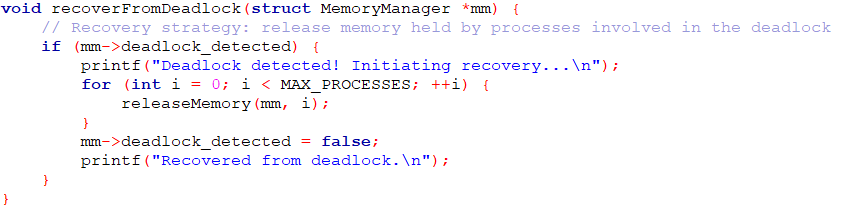 void recoverFromDeadlock(struct MemoryManager *mm) {
    // Recovery strategy: release memory held by processes involved in the deadlock
    if (mm->deadlock_detected) {
        printf("Deadlock detected! Initiating recovery...\n");
        for (int i = 0; i < MAX_PROCESSES; ++i) {
            releaseMemory(mm, i);
        }
        mm->deadlock_detected = false;
        printf("Recovered from deadlock.\n");
    }
}